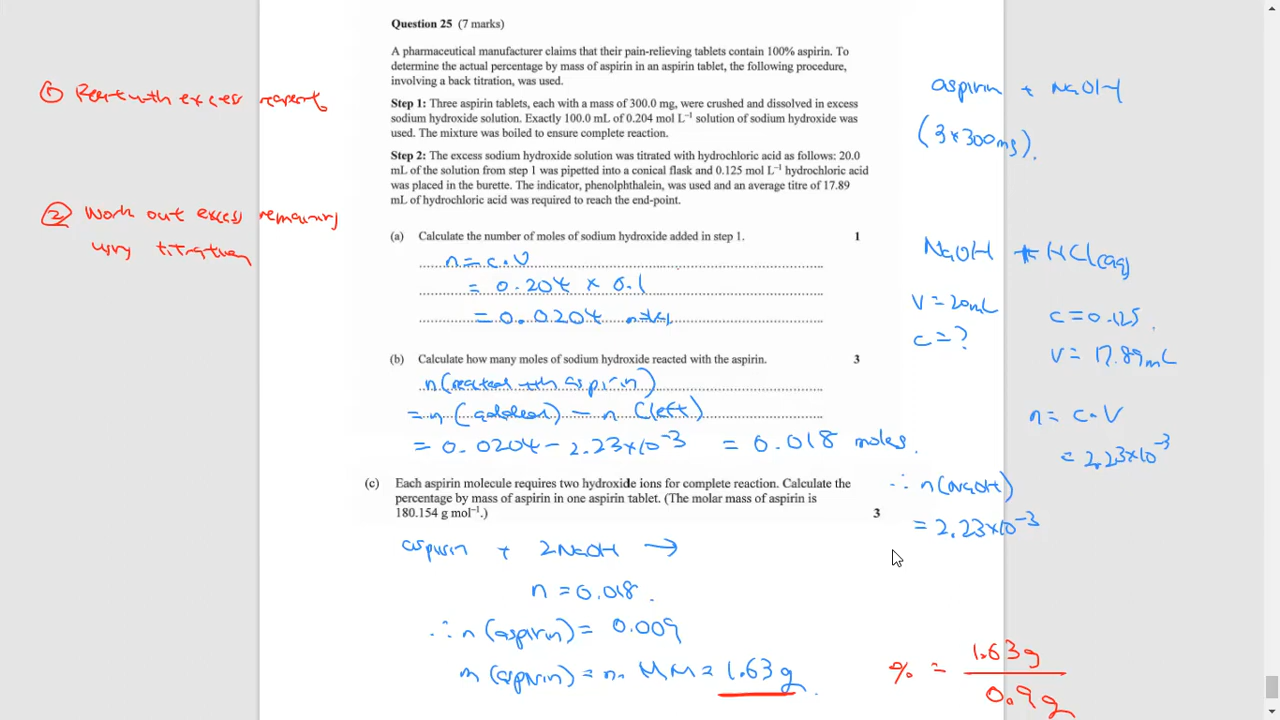 Question 25 (7 marks)
A pharmaceutical manufacturer claims that their pain-relieving tablets contain 100% aspirin. To
determine the actual percentage by mass of aspirin in an aspirin tablet, the following procedure,
involving a back titration, was used.
Step 1: Three aspirin tablets, each with a mass of 300.0 mg, were crushed and dissolved in excess
sodium hydroxide solution. Exactly 100.0 mL of 0.204 mol L⁻¹ solution of sodium hydroxide was
used. The mixture was boiled to ensure complete reaction.
Step 2: The excess sodium hydroxide solution was titrated with hydrochloric acid as follows: 20.0
mL of the solution from step 1 was pipetted into a conical flask and 0.125 mol L⁻¹ hydrochloric acid
was placed in the burette. The indicator, phenolphthalein, was used and an average titre of 17.89
mL of hydrochloric acid was required to reach the end-point.
(a) Calculate the number of moles of sodium hydroxide added in step 1. 1
n = c.V
= 0.204 × 0.1
= 0.0204
(b) Calculate how many moles of sodium hydroxide reacted with the aspirin. 3
n (reacted with aspirin)
= n (added) - n (left)
= 0.0204 - 2.23×10⁻³ = 0.018 moles.
(c) Each aspirin molecule requires two hydroxide ions for complete reaction. Calculate the
percentage by mass of aspirin in one aspirin tablet. (The molar mass of aspirin is
180.154 g mol⁻¹.) 3
aspirin + 2NaOH →
n = 0.018.
∴ n (aspirin) = 0.009
m (aspirin) = n. MM = 1.63 g.
① React with excess reagent
② Work out excess remaining
using titration
aspirin + NaOH
(3×300mg).
NaOH + HCl(aq)
V = 20mL
c = ?
c = 0.125.
V = 17.89mL
n = c.V
= 2.23×10⁻³
∴ n(NaOH)
= 2.23×10⁻³
% = 1.63g
0.9g